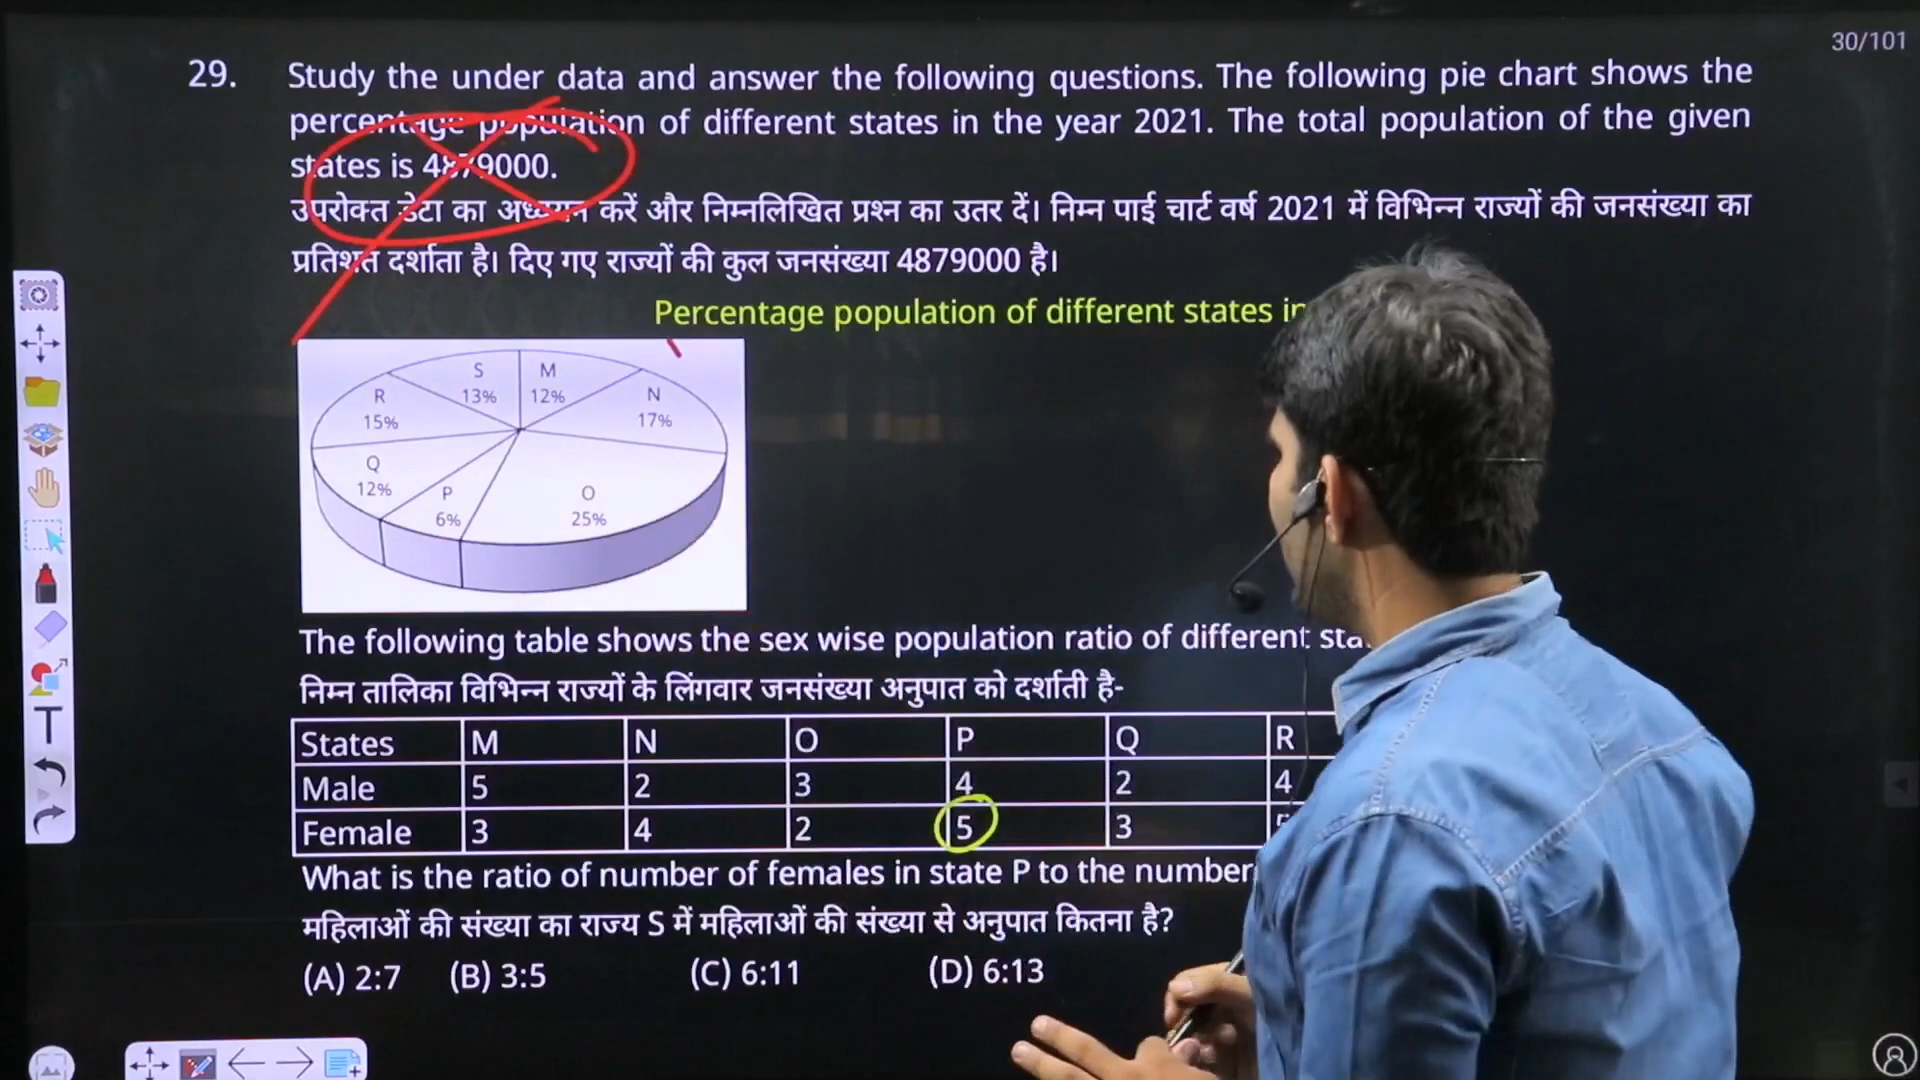 30/101
29. Study the under data and answer the following questions. The following pie chart shows the
percentage population of different states in the year 2021. The total population of the given
states is 4879000.
उपरोक्त डेटा का अध्ययन करें और निम्नलिखित प्रश्न का उतर दें। निम्न पाई चार्ट वर्ष 2021 में विभिन्न राज्यों की जनसंख्या का
प्रतिशत दर्शाता है। दिए गए राज्यों की कुल जनसंख्या 4879000 है।
Percentage population of different states in
S M
R 13% 12% N
15% 17%
Q
12% P O
6% 25%
The following table shows the sex wise population ratio of different
निम्न तालिका विभिन्न राज्यों के लिंगवार जनसंख्या अनुपात को दर्शाती है-
States M N O P Q R
Male 5 2 3 4 2 4
Female 3 4 2 5 3
What is the ratio of number of females in state P to the number
महिलाओं की संख्या का राज्य S में महिलाओं की संख्या से अनुपात कितना है?
(A) 2:7 (B) 3:5 (C) 6:11 (D) 6:13
T